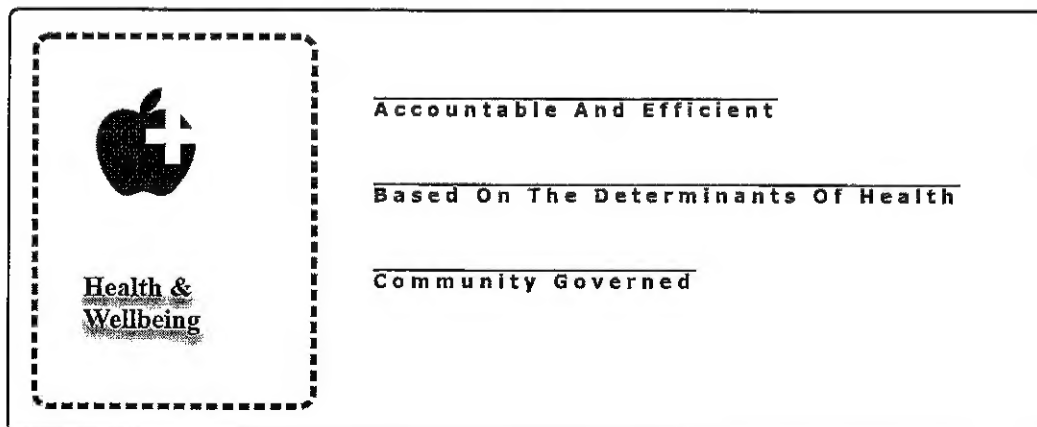 Health &
Wellbeing
Accountable And Efficient
Based On The Determinants Of Health
Community Governed